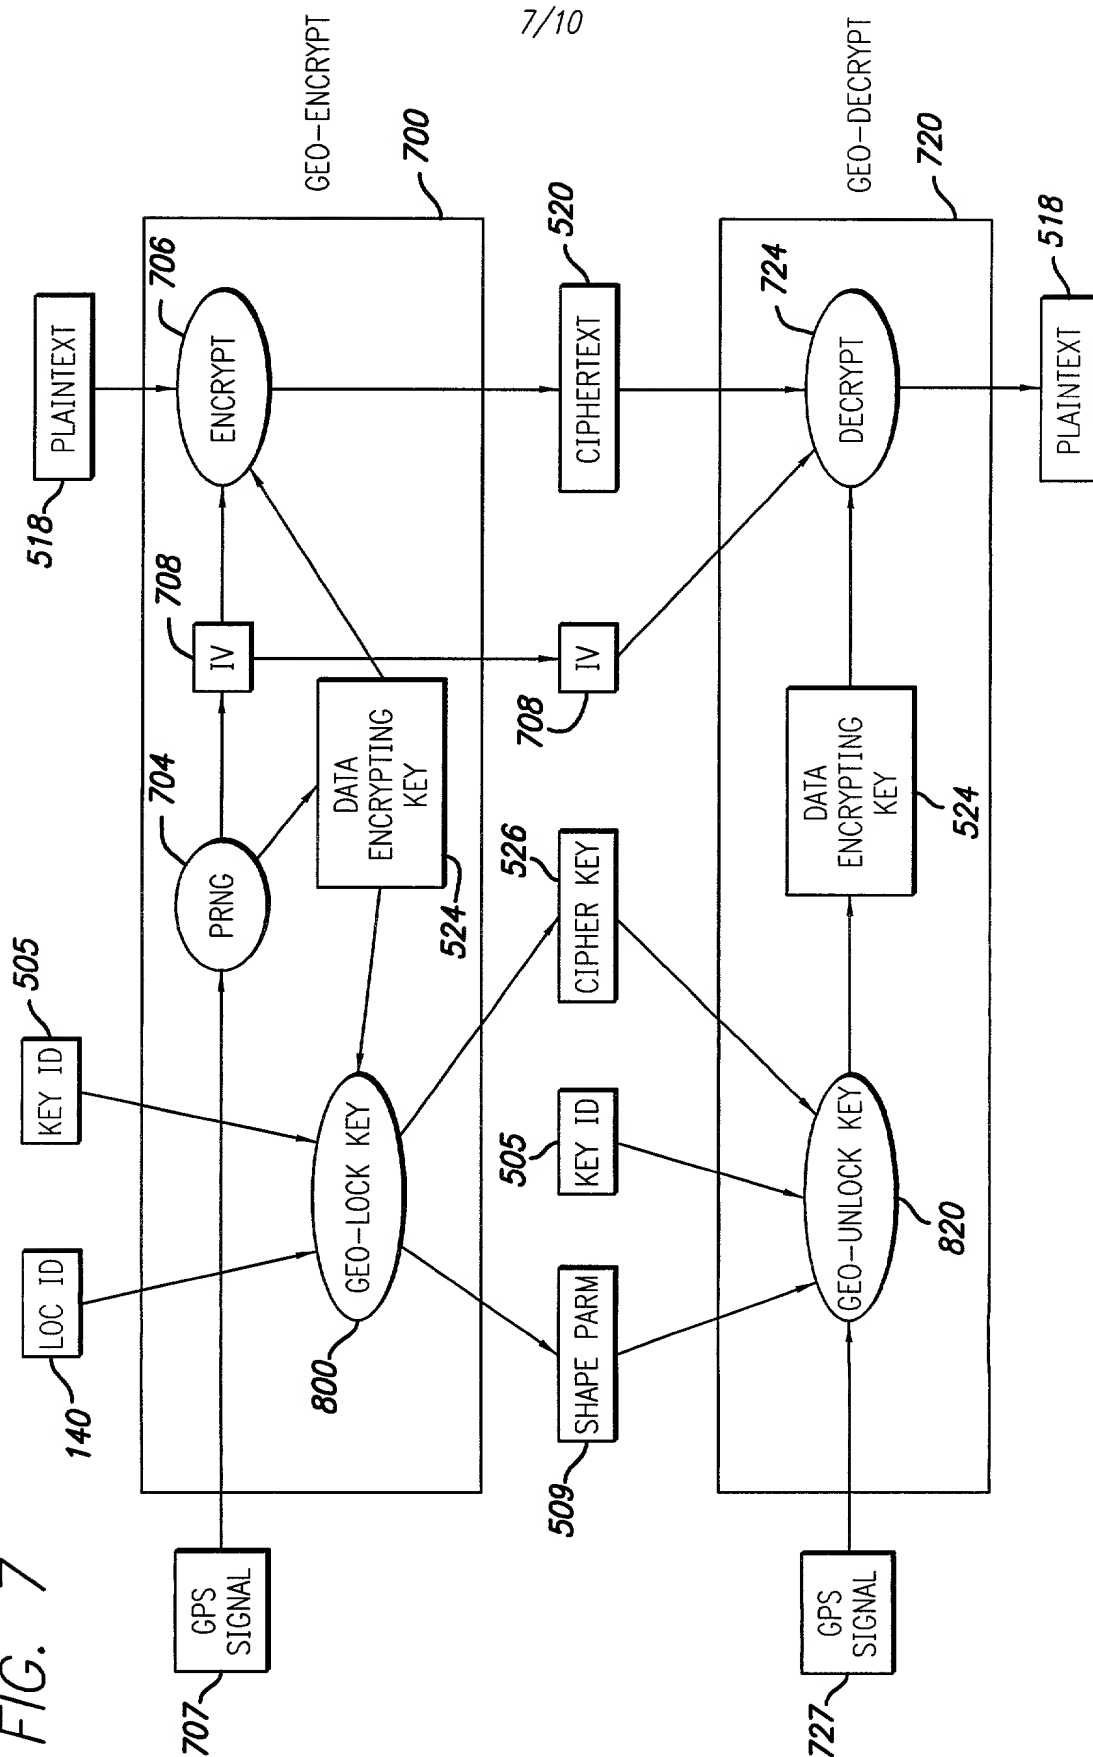 7/10
FIG. 7
GEO-ENCRYPT
700
518
PLAINTEXT
706
ENCRYPT
708
IV
704
PRNG
DATA
ENCRYPTING
KEY
524
505
KEY ID
LOC ID
140
GEO-LOCK KEY
800
GPS
SIGNAL
707
520
CIPHERTEXT
IV
708
526
CIPHER KEY
505
KEY ID
SHAPE PARM
509
GEO-DECRYPT
720
724
DECRYPT
DATA
ENCRYPTING
KEY
524
GEO-UNLOCK KEY
820
GPS
SIGNAL
727
518
PLAINTEXT